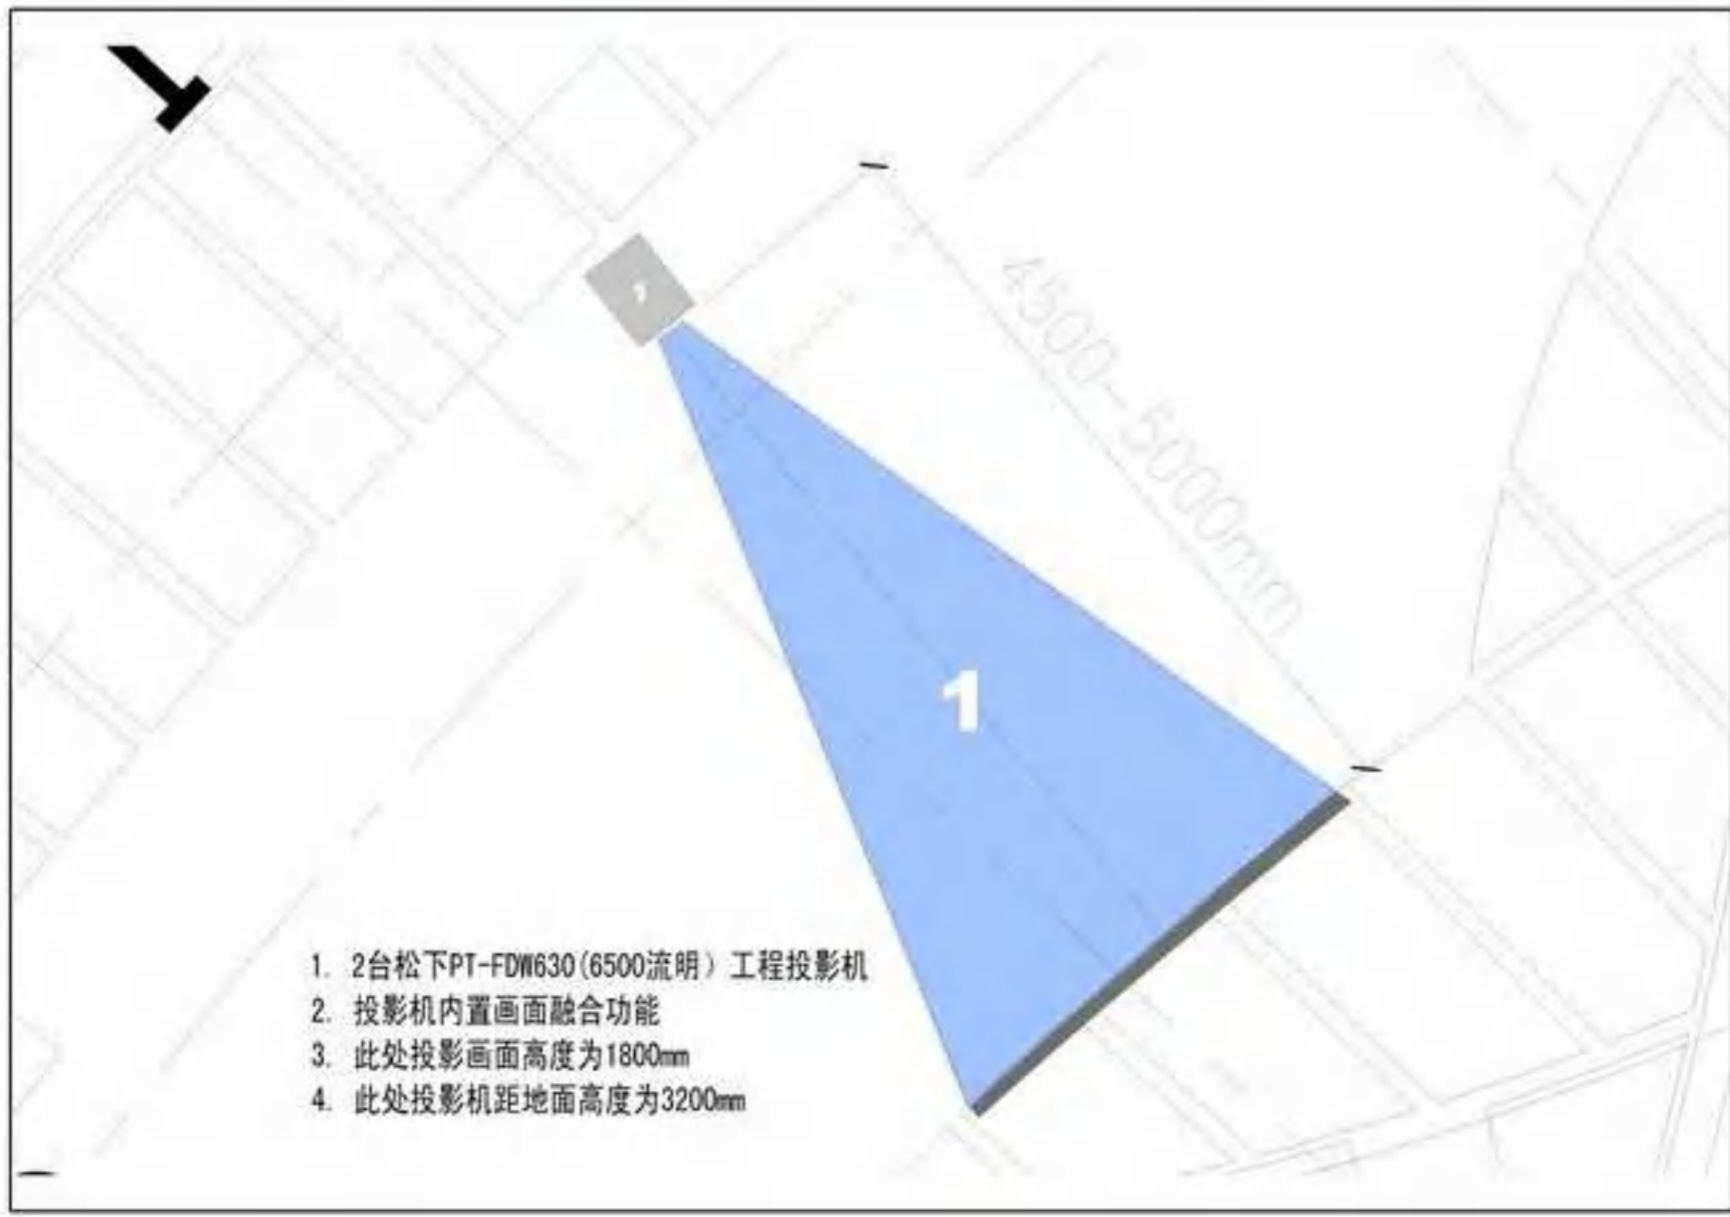 4500-5000mm
1
1. 2台松下PT-FDW630(6500流明）工程投影机
2. 投影机内置画面融合功能
3. 此处投影画面高度为1800mm
4. 此处投影机距地面高度为3200mm